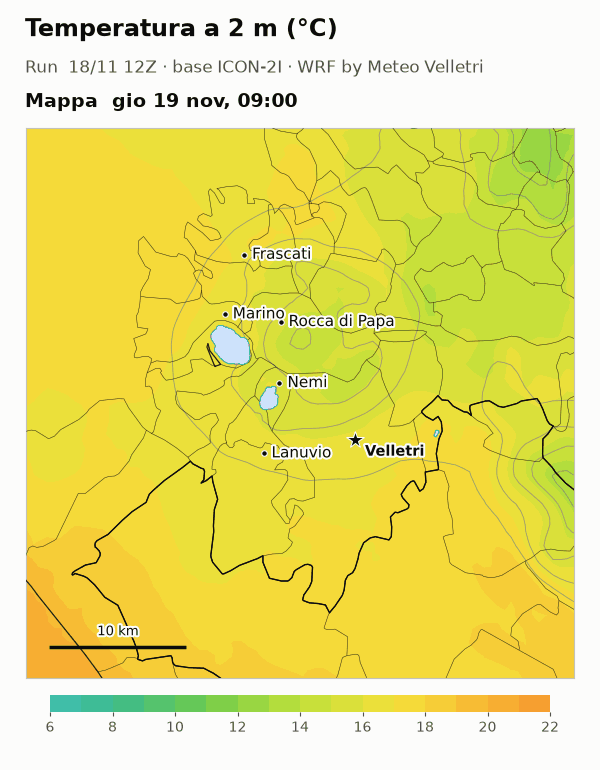 Temperatura a 2 m (°C)
Run 18/11 12Z · base ICON-2I · WRF by Meteo Velletri
Mappa gio 19 nov, 09:00
Frascati
Marino
Rocca di Papa
Nemi
Velletri
Lanuvio
10 km
6 8 10 12 14 16 18 20 22